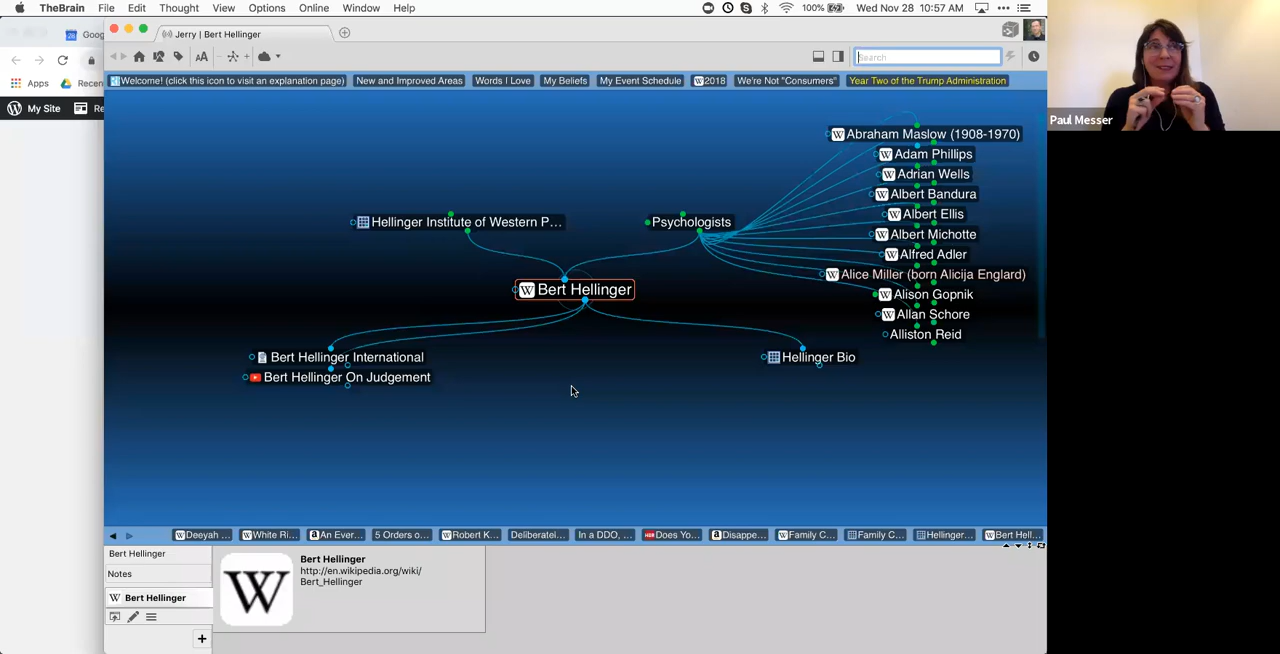 TheBrain File Edit Thought View Options Online Window Help 100% Wed Nov 28 10:57 AM
Goog
Jerry | Bert Hellinger
AA
Search
Apps Recen
Welcome! (click this icon to visit an explanation page) New and Improved Areas Words I Love My Beliefs My Event Schedule 2018 We're Not "Consumers" Year Two of the Trump Administration
My Site Re
Paul Messer
Abraham Maslow (1908-1970)
Adam Phillips
Adrian Wells
Albert Bandura
Albert Ellis
Albert Michotte
Alfred Adler
Alice Miller (born Alicija Englard)
Alison Gopnik
Allan Schore
Alliston Reid
Hellinger Institute of Western P...
Psychologists
Bert Hellinger
Bert Hellinger International
Bert Hellinger On Judgement
Hellinger Bio
Deeyah ... White Ri... An Ever... 5 Orders o... Robert K... Deliberatel... In a DDO, ... Does Yo... Disappe... Family C... Family C... Hellinger... Bert Hell...
Bert Hellinger
Notes
Bert Hellinger
Bert Hellinger
http://en.wikipedia.org/wiki/
Bert_Hellinger